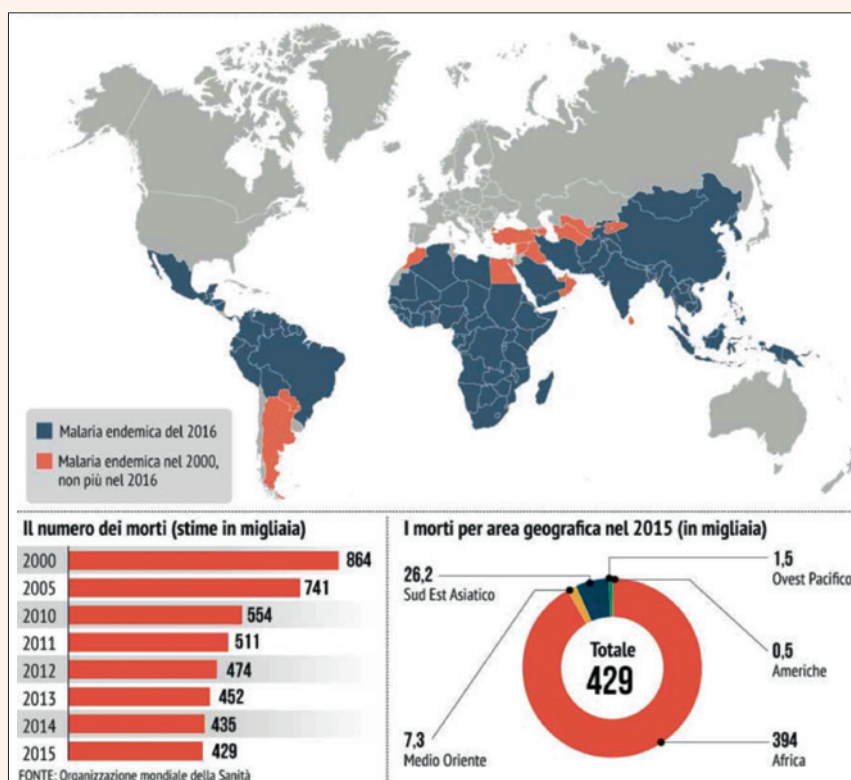 Malaria endemica del 2016
Malaria endemica nel 2000,
non più nel 2016
Il numero dei morti (stime in migliaia)
2000 864
2005 741
2010 554
2011 511
2012 474
2013 452
2014 435
2015 429
FONTE: Organizzazione mondiale della Sanità
I morti per area geografica nel 2015 (in migliaia)
26,2
Sud Est Asiatico
1,5
Ovest Pacifico
Totale
429
0,5
Americhe
7,3
Medio Oriente
394
Africa